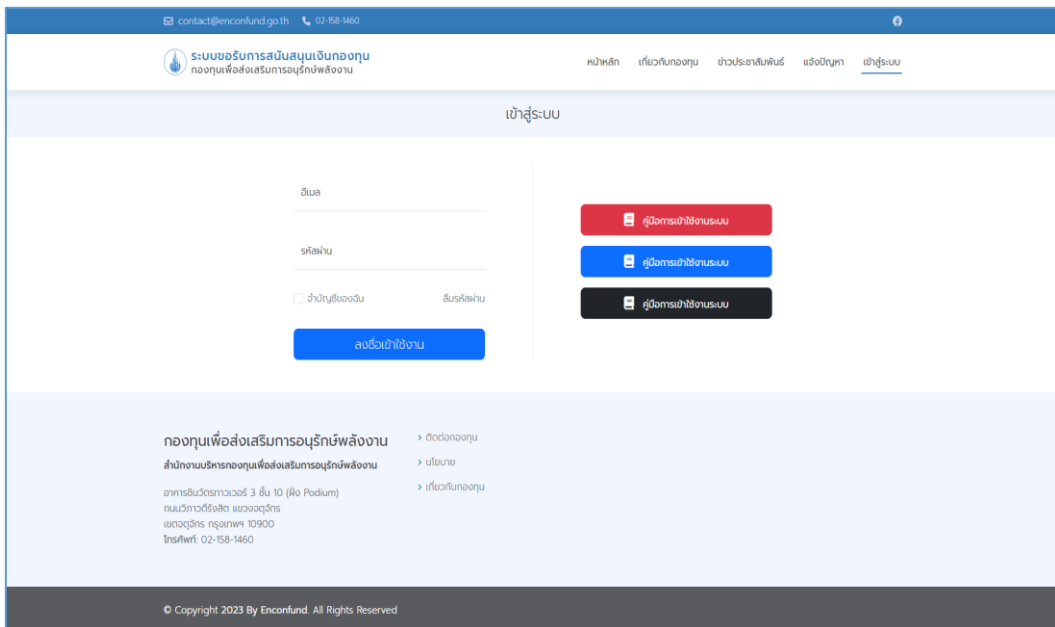 contact@enconfund.go.th 02-158-1460
ระบบขอรับการสนับสนุนเงินกองทุน
กองทุนเพื่อส่งเสริมการอนุรักษ์พลังงาน
หน้าหลัก เกี่ยวกับกองทุน ข่าวประชาสัมพันธ์ แจ้งปัญหา เข้าสู่ระบบ
เข้าสู่ระบบ
อีเมล
รหัสผ่าน
จำบัญชีของฉัน ลืมรหัสผ่าน
ลงชื่อเข้าใช้งาน
คู่มือการเข้าใช้งานระบบ
คู่มือการเข้าใช้งานระบบ
คู่มือการเข้าใช้งานระบบ
กองทุนเพื่อส่งเสริมการอนุรักษ์พลังงาน
สำนักงานบริหารกองทุนเพื่อส่งเสริมการอนุรักษ์พลังงาน
อาคารชินวัตรทาวเวอร์ 3 ชั้น 10 (ฝั่ง Podium)
ถนนวิภาวดีรังสิต แขวงจตุจักร
เขตจตุจักร กรุงเทพฯ 10900
โทรศัพท์: 02-158-1460
ติดต่อกองทุน
นโยบาย
เกี่ยวกับกองทุน
© Copyright 2023 By Enconfund. All Rights Reserved